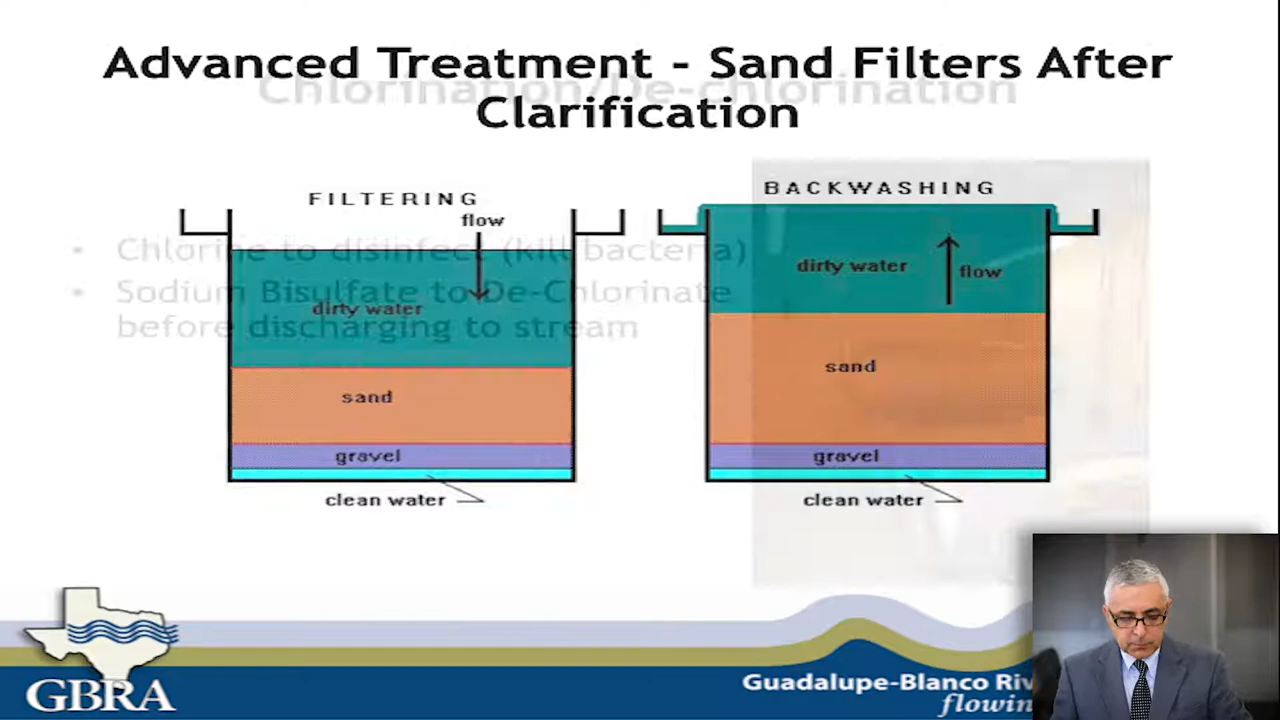 Advanced Treatment - Sand Filters After
Clarification
Chlorination/De-chlorination
FILTERING
flow
dirty water
sand
gravel
clean water
BACKWASHING
dirty water
flow
sand
gravel
clean water
• Chlorine to disinfect (kill bacteria)
• Sodium Bisulfate to De-Chlorinate
before discharging to stream
GBRA
Guadalupe-Blanco